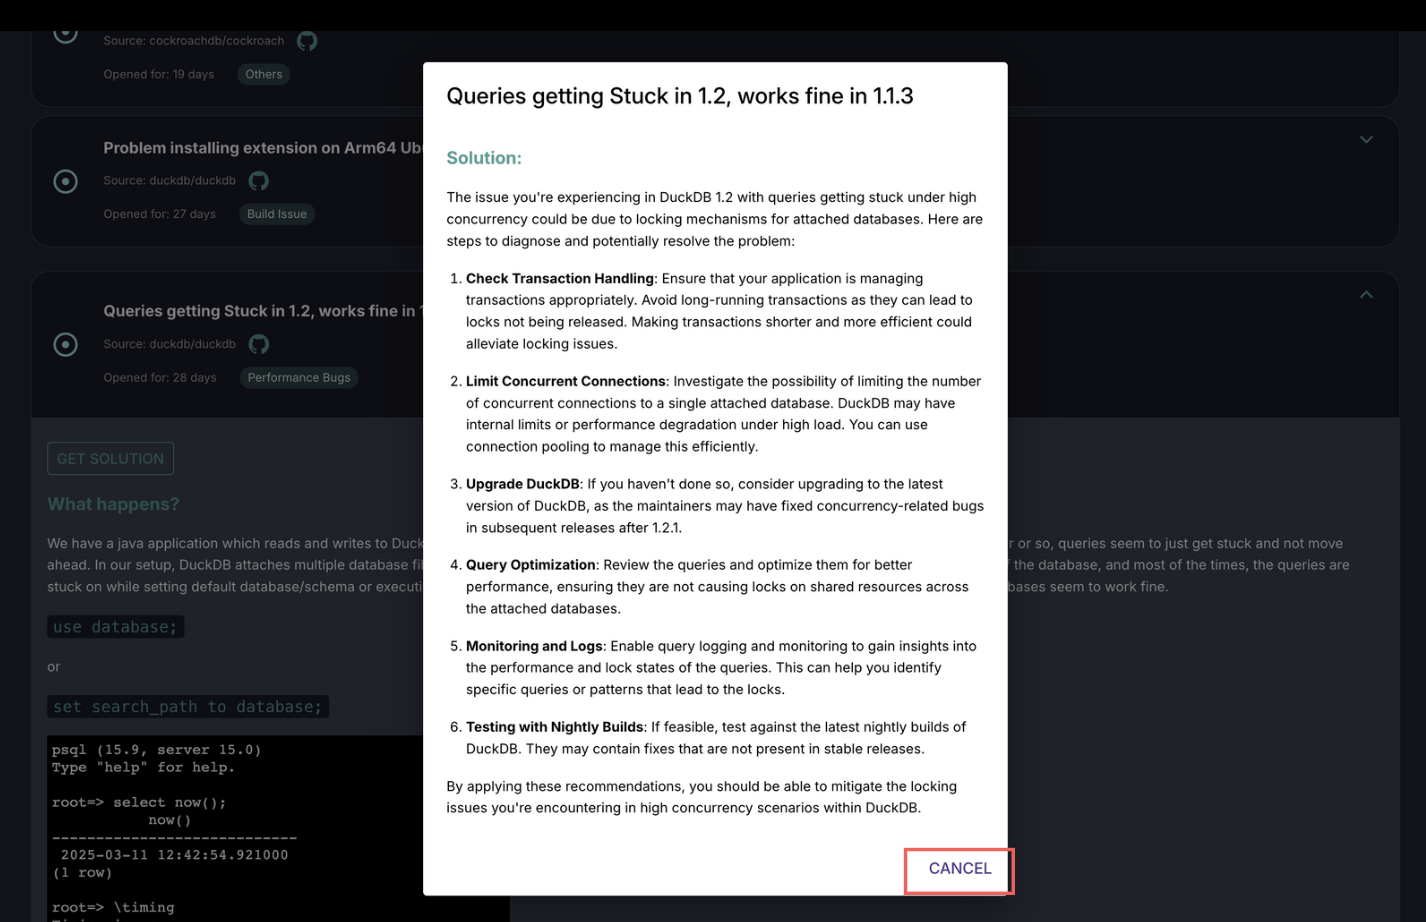 Source: cockroachdb/cockroach
Opened for: 19 days Others
Problem installing extension on Arm64
Source: duckdb/duckdb
Opened for: 27 days Build Issue
Queries getting Stuck in 1.2, works fine in
Source: duckdb/duckdb
Opened for: 28 days Performance Bugs
GET SOLUTION
What happens?
We have a java application which reads and writes to
or so, queries seem to just get stuck and not move
ahead. In our setup, DuckDB attaches multiple database
the database, and most of the times, the queries are
stuck on while setting default database/schema or
seem to work fine.
use database;
or
set search_path to database;
psql (15.9, server 15.0)
Type "help" for help.
root=> select now();
now()
----------------------------
2025-03-11 12:42:54.921000
(1 row)
root=> \timing
Queries getting Stuck in 1.2, works fine in 1.1.3
Solution:
The issue you're experiencing in DuckDB 1.2 with queries getting stuck under high
concurrency could be due to locking mechanisms for attached databases. Here are
steps to diagnose and potentially resolve the problem:
1. Check Transaction Handling: Ensure that your application is managing
transactions appropriately. Avoid long-running transactions as they can lead to
locks not being released. Making transactions shorter and more efficient could
alleviate locking issues.
2. Limit Concurrent Connections: Investigate the possibility of limiting the number
of concurrent connections to a single attached database. DuckDB may have
internal limits or performance degradation under high load. You can use
connection pooling to manage this efficiently.
3. Upgrade DuckDB: If you haven't done so, consider upgrading to the latest
version of DuckDB, as the maintainers may have fixed concurrency-related bugs
in subsequent releases after 1.2.1.
4. Query Optimization: Review the queries and optimize them for better
performance, ensuring they are not causing locks on shared resources across
the attached databases.
5. Monitoring and Logs: Enable query logging and monitoring to gain insights into
the performance and lock states of the queries. This can help you identify
specific queries or patterns that lead to the locks.
6. Testing with Nightly Builds: If feasible, test against the latest nightly builds of
DuckDB. They may contain fixes that are not present in stable releases.
By applying these recommendations, you should be able to mitigate the locking
issues you're encountering in high concurrency scenarios within DuckDB.
CANCEL